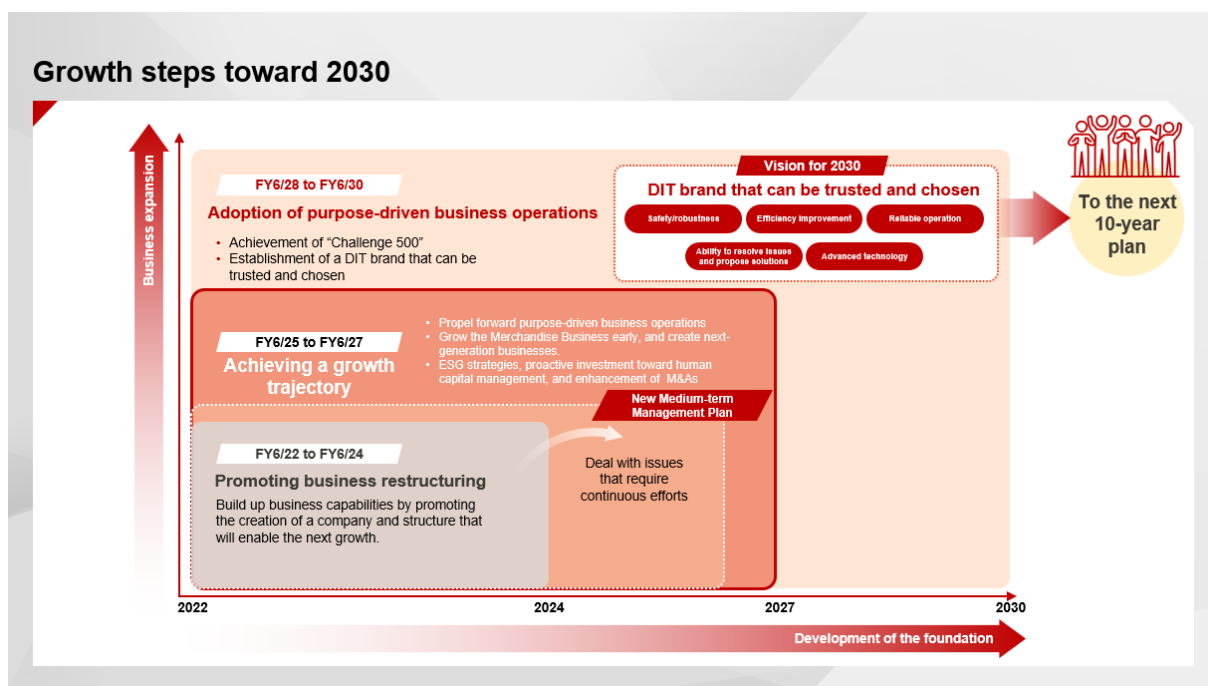 Growth steps toward 2030
Business expansion
FY6/28 to FY6/30
Adoption of purpose-driven business operations
• Achievement of “Challenge 500”
• Establishment of a DIT brand that can be
trusted and chosen
Vision for 2030
DIT brand that can be trusted and chosen
Safety/robustness
Efficiency improvement
Reliable operation
Ability to resolve issues
and propose solutions
Advanced technology
To the next
10-year
plan
FY6/25 to FY6/27
Achieving a growth
trajectory
• Propel forward purpose-driven business operations
• Grow the Merchandise Business early, and create next-
generation businesses.
• ESG strategies, proactive investment toward human
capital management, and enhancement of M&As
New Medium-term
Management Plan
FY6/22 to FY6/24
Promoting business restructuring
Build up business capabilities by promoting
the creation of a company and structure that
will enable the next growth.
Deal with issues
that require
continuous efforts
2022
2024
2027
2030
Development of the foundation